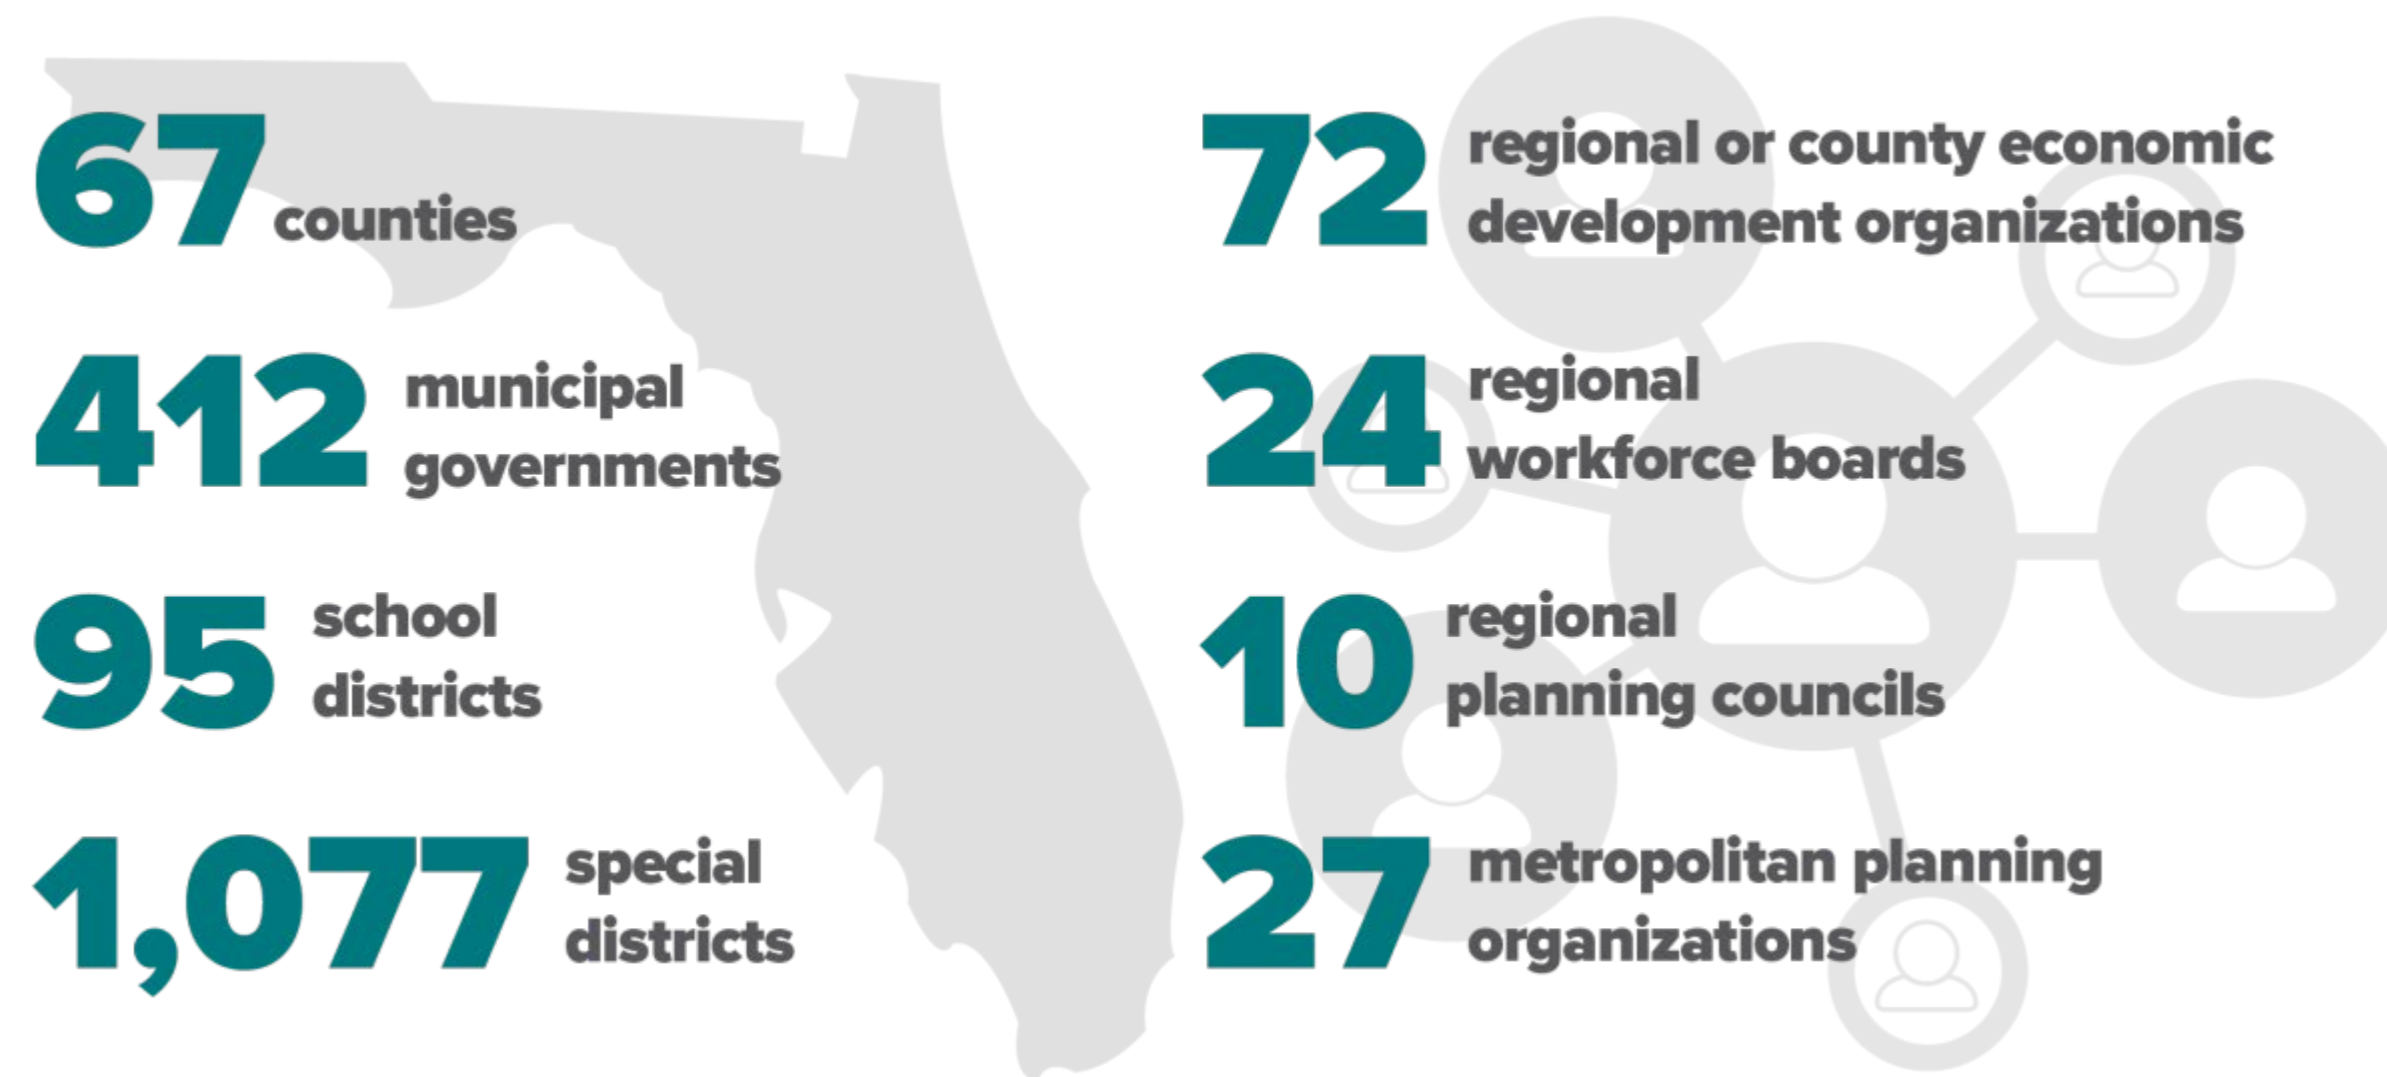 67 counties
412 municipal
governments
95 school
districts
1,077 special
districts
72 regional or county economic
development organizations
24 regional
workforce boards
10 regional
planning councils
27 metropolitan planning
organizations